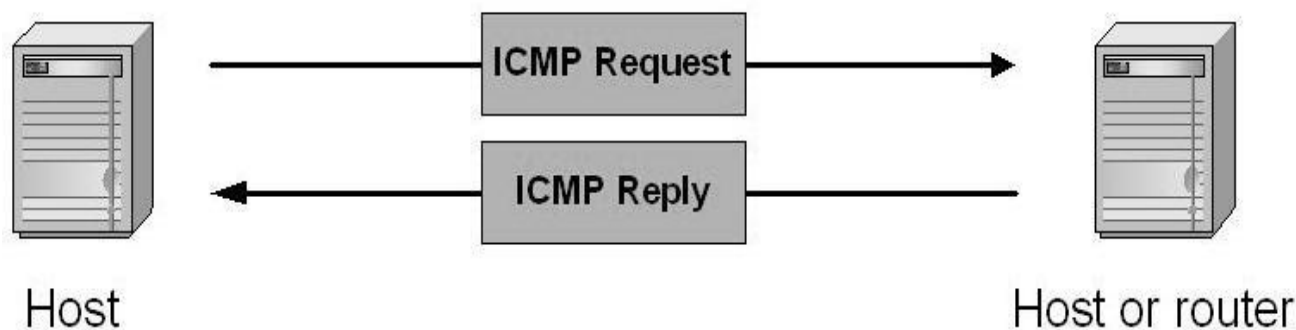 ICMP Request
ICMP Reply
Host
Host or router